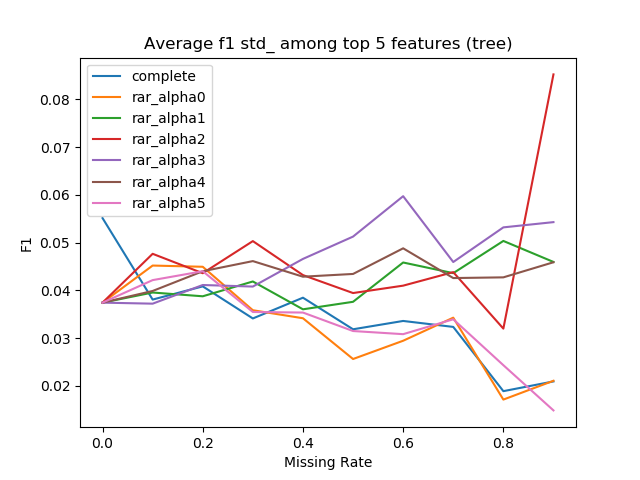 Average f1 std_ among top 5 features (tree)
complete
rar_alpha0
rar_alpha1
rar_alpha2
rar_alpha3
rar_alpha4
rar_alpha5
0.08
0.07
0.06
0.05
0.04
0.03
0.02
F1
0.0 0.2 0.4 0.6 0.8
Missing Rate